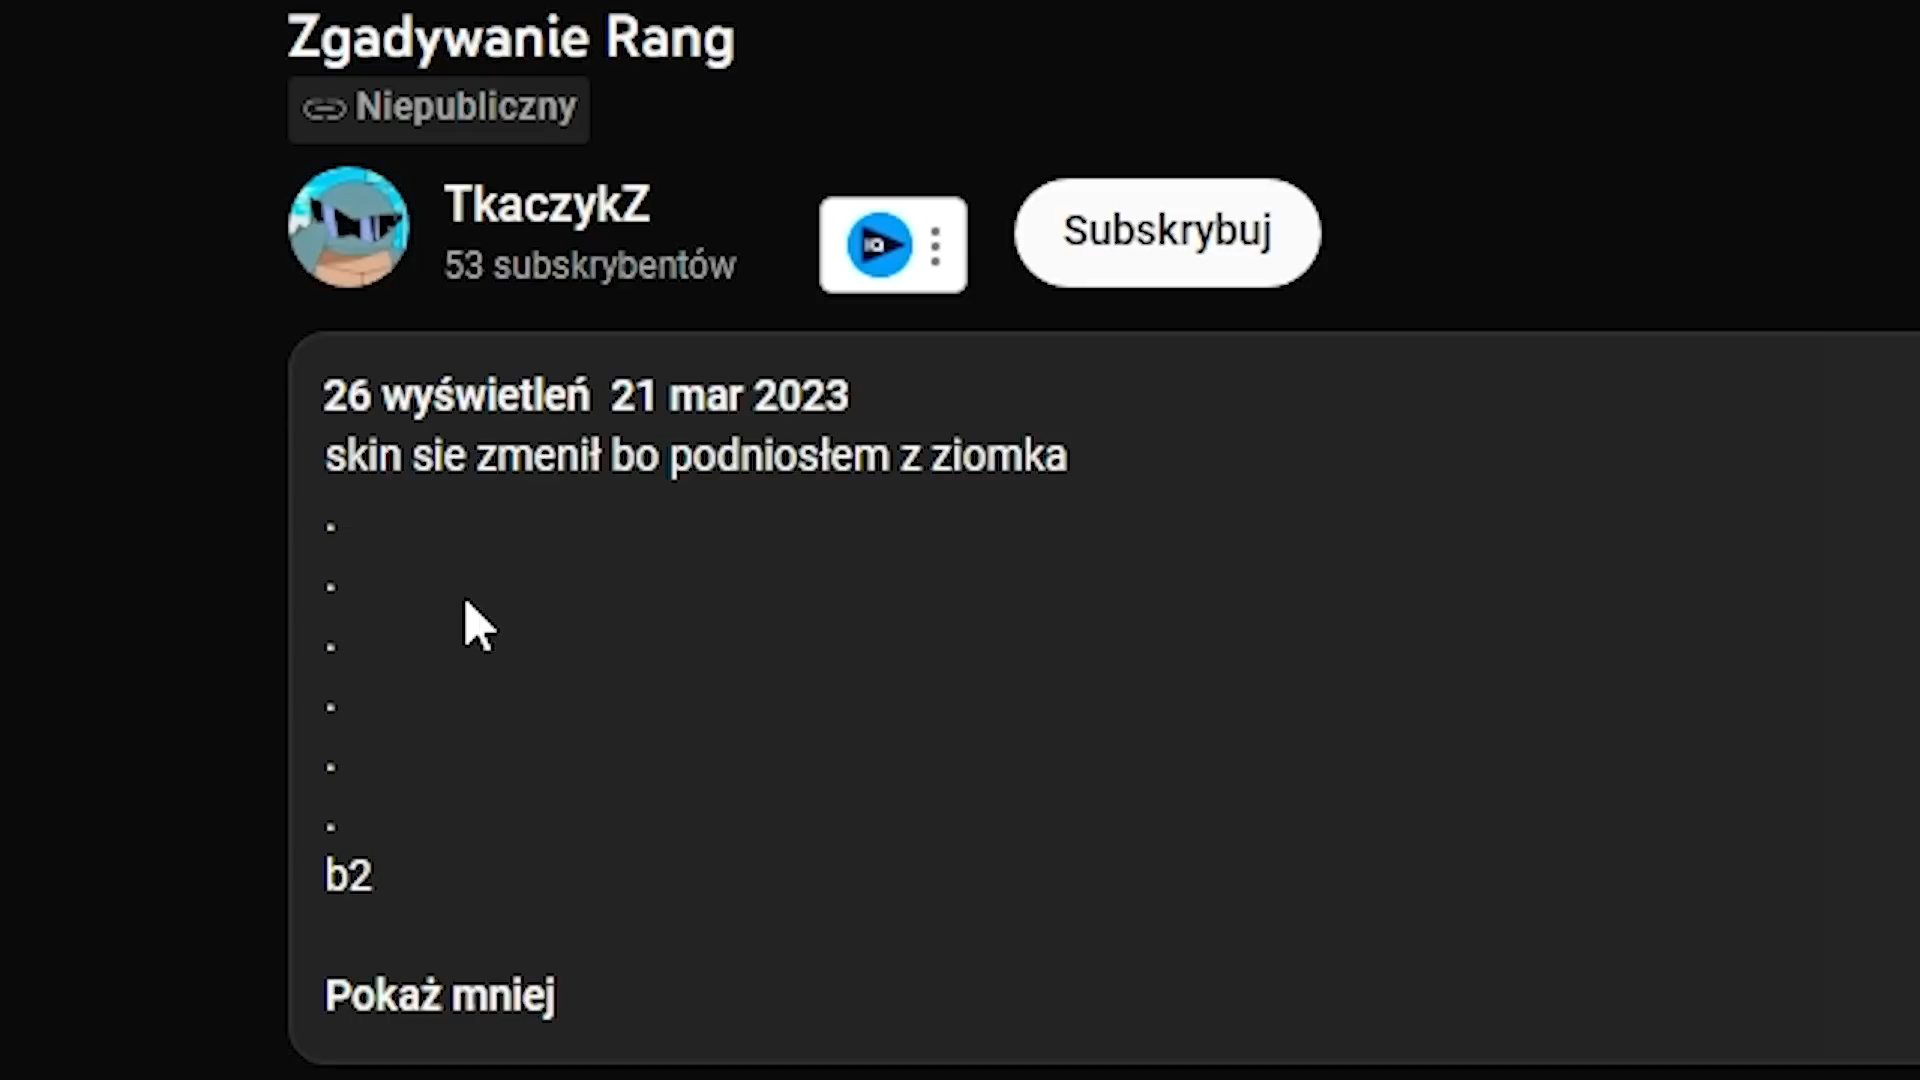 Zgadywanie Rang
Niepubliczny
TkaczykZ
53 subskrybentów
IQ
Subskrybuj
26 wyświetleń 21 mar 2023
skin sie zmenił bo podniosłem z ziomka
.
.
.
.
.
.
b2
Pokaż mniej